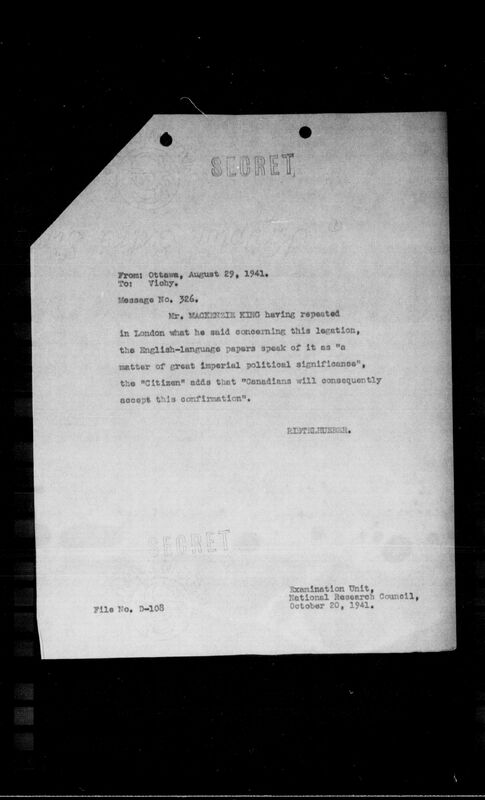 SECRET
From: Ottawa, August 29, 1941.
To: Vichy.
Message No. 326.
Mr. MACKENZIE KING having repeated
in London what he said concerning this legation,
the English-language papers speak of it as "a
matter of great imperial political significance",
the "Citizen" adds that "Canadians will consequently
accept this confirmation".
RISTELHUEBER.
SECRET
Examination Unit,
National Research Council,
October 20, 1941.
File No. D-108